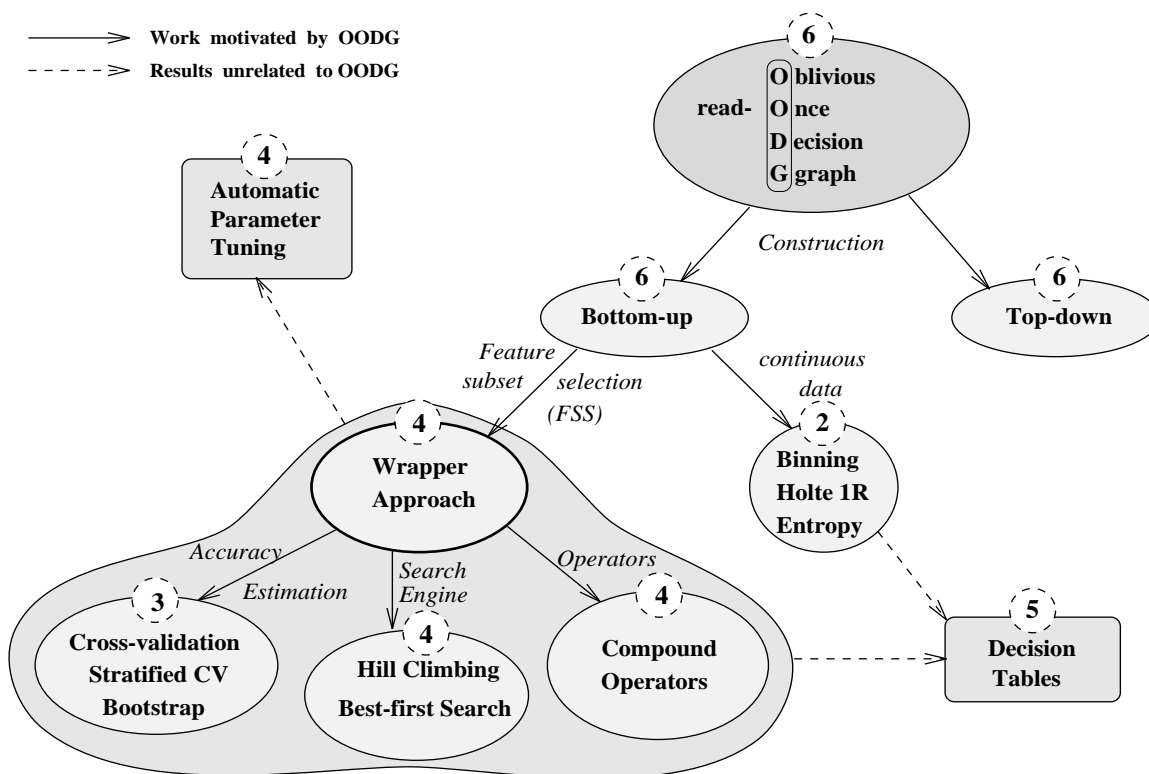 Work motivated by OODG
Results unrelated to OODG
6
Oblivious
read- Once
Decision
Ggraph
4
Automatic
Parameter
Tuning
Construction
6
Bottom-up
6
Top-down
Feature
subset selection
(FSS)
continuous
data
4
Wrapper
Approach
2
Binning
Holte 1R
Entropy
Accuracy
Estimation
Search
Engine
Operators
3
Cross-validation
Stratified CV
Bootstrap
4
Hill Climbing
Best-first Search
4
Compound
Operators
5
Decision
Tables